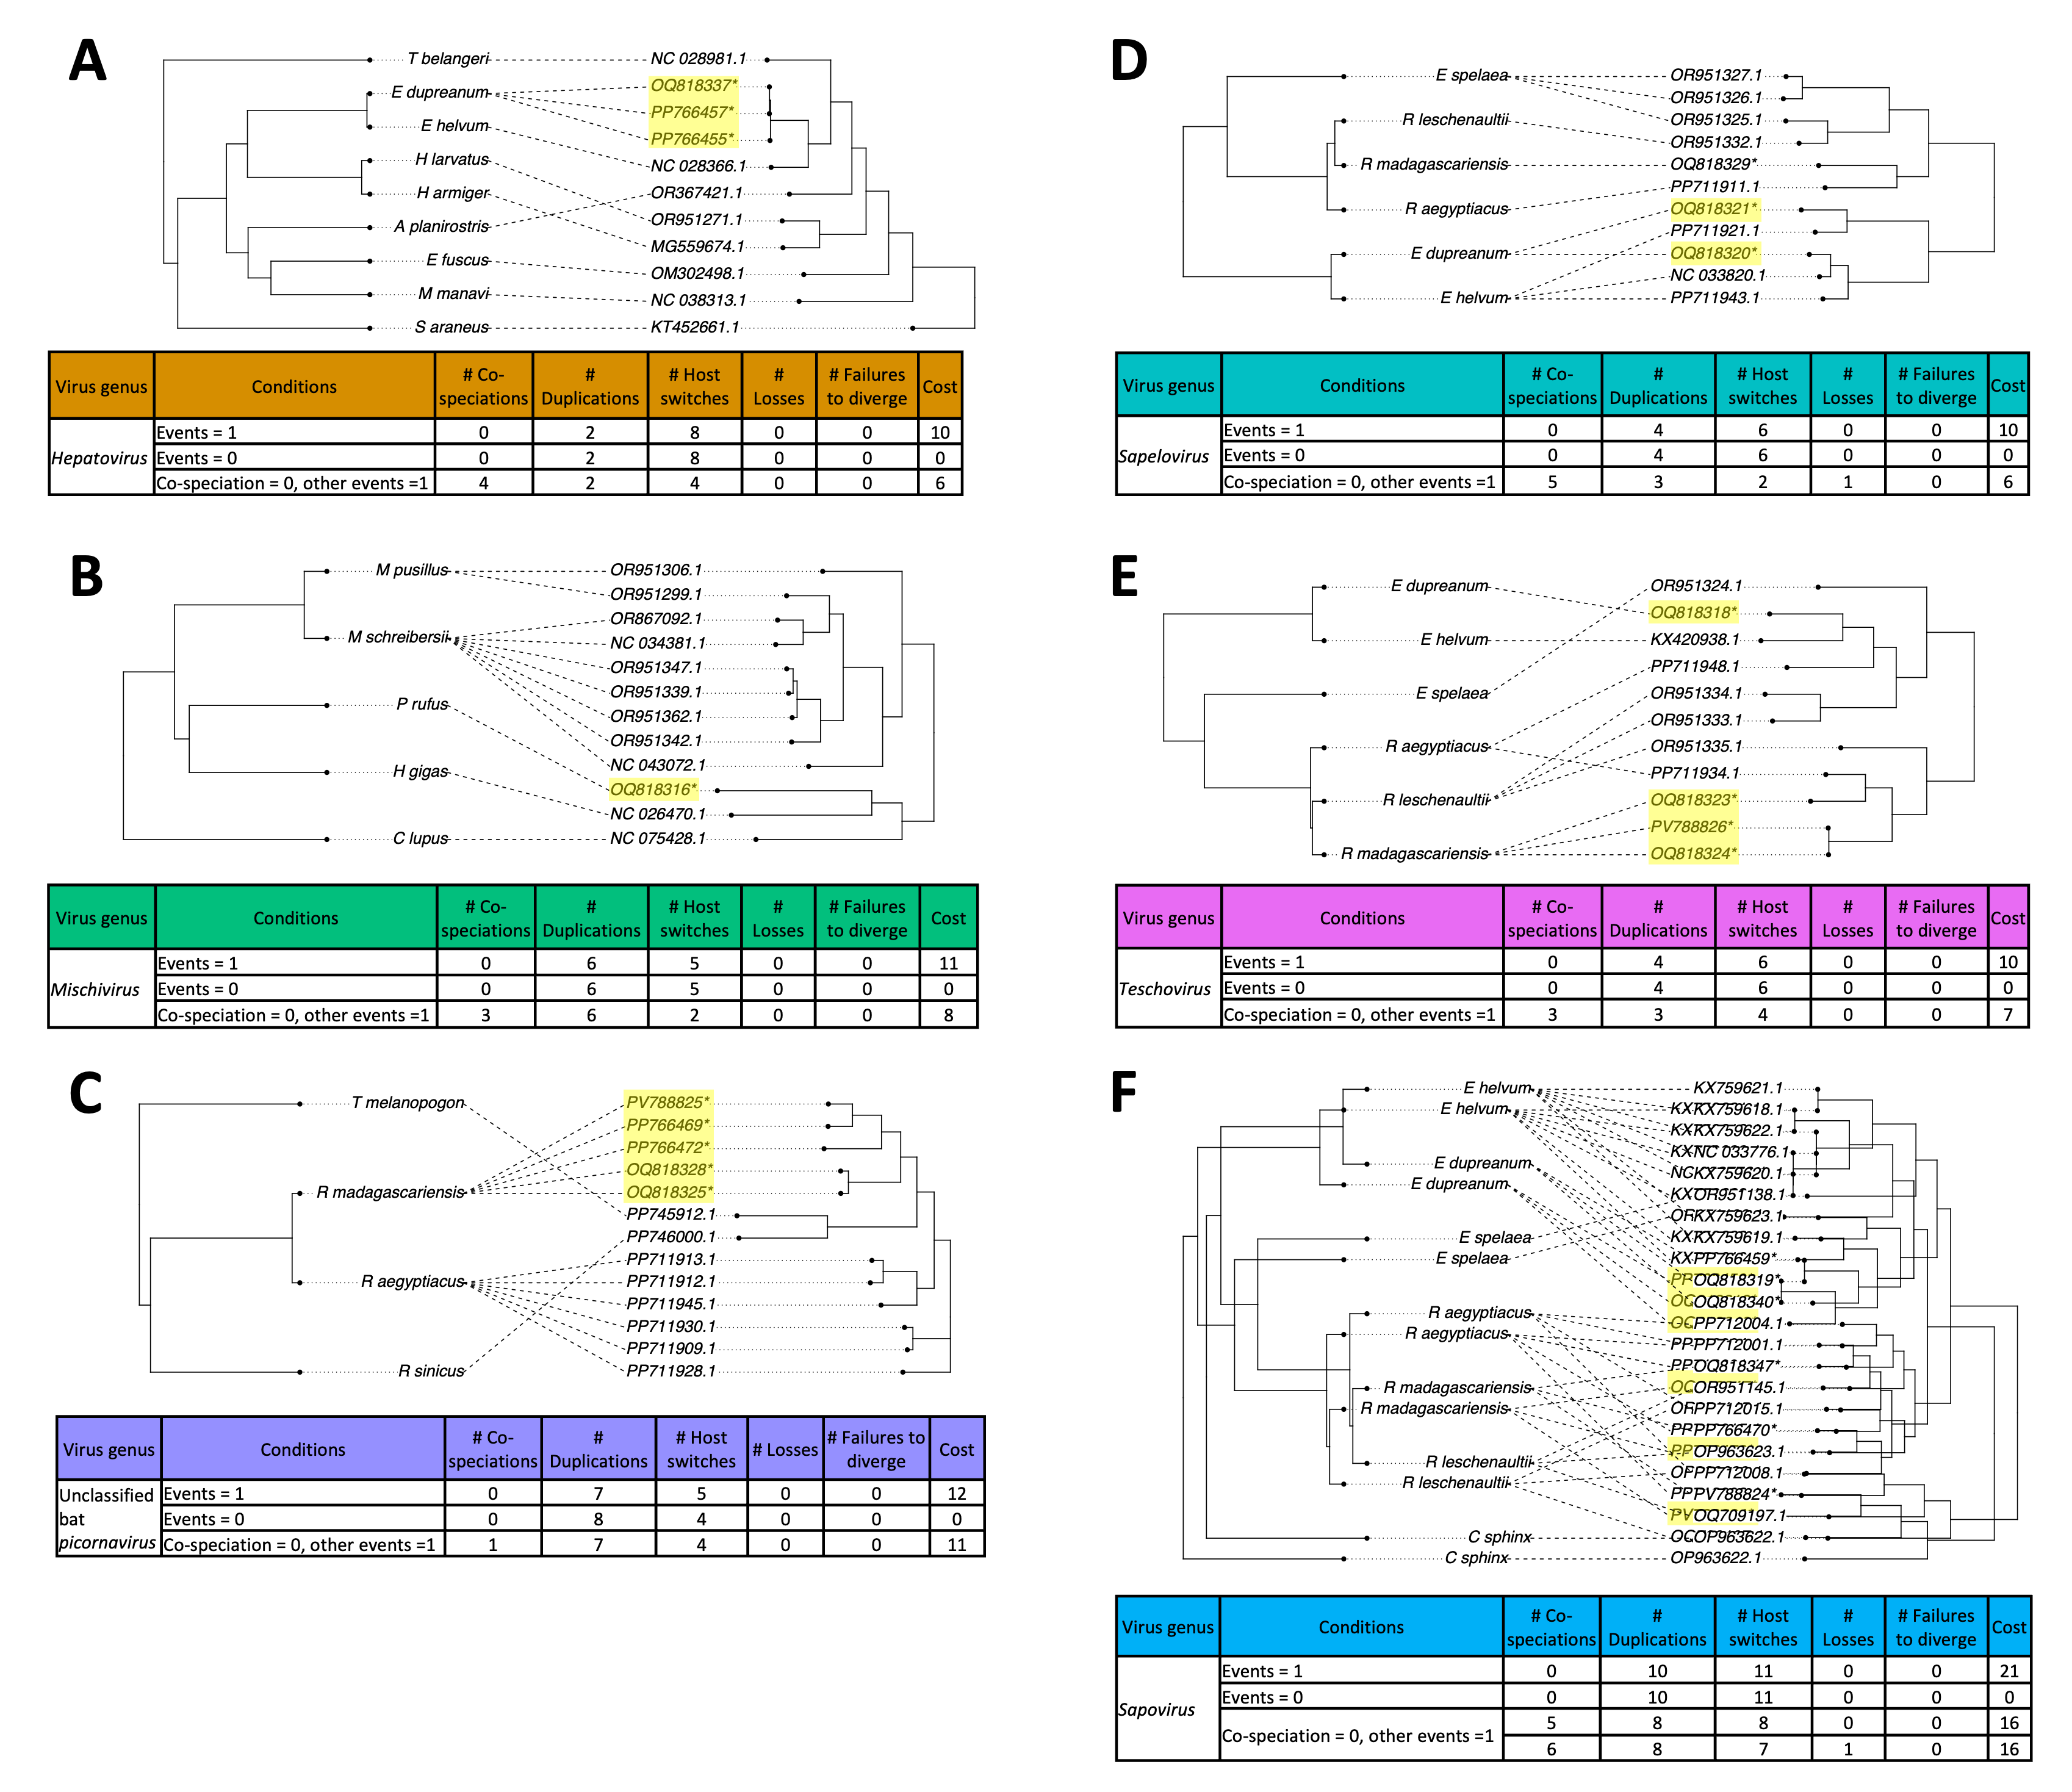 A
T belangeri
E dupreanum
E helvum
H larvatus
H armiger
A planirostris
E fuscus
M manavi
S araneus
NC 028981.1
OQ818337*
PP766457*
PP766455*
NC 028366.1
OR367421.1
OR951271.1
MG559674.1
OM302498.1
NC 038313.1
KT452661.1
Virus genus Conditions # Co-speciations # Duplications # Host switches # Losses # Failures to diverge Cost
Hepatovirus
Events = 1 0 2 8 0 0 10
Events = 0 0 2 8 0 0 0
Co-speciation = 0, other events =1 4 2 4 0 0 6
B
M pusillus
M schreibersii
P rufus
H gigas
C lupus
OR951306.1
OR951299.1
OR867092.1
NC 034381.1
OR951347.1
OR951339.1
OR951362.1
OR951342.1
NC 043072.1
OQ818316*
NC 026470.1
NC 075428.1
Virus genus Conditions # Co-speciations # Duplications # Host switches # Losses # Failures to diverge Cost
Mischivirus
Events = 1 0 6 5 0 0 11
Events = 0 0 6 5 0 0 0
Co-speciation = 0, other events =1 3 6 2 0 0 8
C
T melanopogon
R madagascariensis
R aegyptiacus
R sinicus
PV788825*
PP766469*
PP766472*
OQ818328*
OQ818325*
PP745912.1
PP746000.1
PP711913.1
PP711912.1
PP711945.1
PP711930.1
PP711909.1
PP711928.1
Virus genus Conditions # Co-speciations # Duplications # Host switches # Losses # Failures to diverge Cost
Unclassified bat picornavirus
Events = 1 0 7 5 0 0 12
Events = 0 0 8 4 0 0 0
Co-speciation = 0, other events =1 1 7 4 0 0 11
D
E spelaea
R leschenaultii
R madagascariensis
R aegyptiacus
E dupreanum
E helvum
OR951327.1
OR951326.1
OR951325.1
OR951332.1
OQ818329*
PP711911.1
OQ818321*
PP711921.1
OQ818320*
NC 033820.1
PP711943.1
Virus genus Conditions # Co-speciations # Duplications # Host switches # Losses # Failures to diverge Cost
Sapelovirus
Events = 1 0 4 6 0 0 10
Events = 0 0 4 6 0 0 0
Co-speciation = 0, other events =1 5 3 2 1 0 6
E
E dupreanum
E helvum
E spelaea
R aegyptiacus
R leschenaultii
R madagascariensis
OR951324.1
OQ818318*
KX420938.1
PP711948.1
OR951334.1
OR951333.1
OR951335.1
PP711934.1
OQ818323*
PV788826*
OQ818324*
Virus genus Conditions # Co-speciations # Duplications # Host switches # Losses # Failures to diverge Cost
Teschovirus
Events = 1 0 4 6 0 0 10
Events = 0 0 4 6 0 0 0
Co-speciation = 0, other events =1 3 3 4 0 0 7
F
E helvum
E helvum
E dupreanum
E dupreanum
E spelaea
E spelaea
R aegyptiacus
R aegyptiacus
R madagascariensis
R madagascariensis
R leschenaultii
R leschenaultii
C sphinx
C sphinx
KX759621.1
KX759618.1
KX759622.1
NC 033776.1
KX759620.1
OR951138.1
KX759623.1
KX759619.1
PP766459*
OQ818319*
OQ818340*
PP712004.1
PP712001.1
OQ818347*
OR951145.1
PP712015.1
PP766470*
OP963623.1
PP712008.1
PV788824*
OQ709197.1
OP963622.1
OP963622.1
Virus genus Conditions # Co-speciations # Duplications # Host switches # Losses # Failures to diverge Cost
Sapovirus
Events = 1 0 10 11 0 0 21
Events = 0 0 10 11 0 0 0
Co-speciation = 0, other events =1 5 8 8 0 0 16
6 8 7 1 0 16